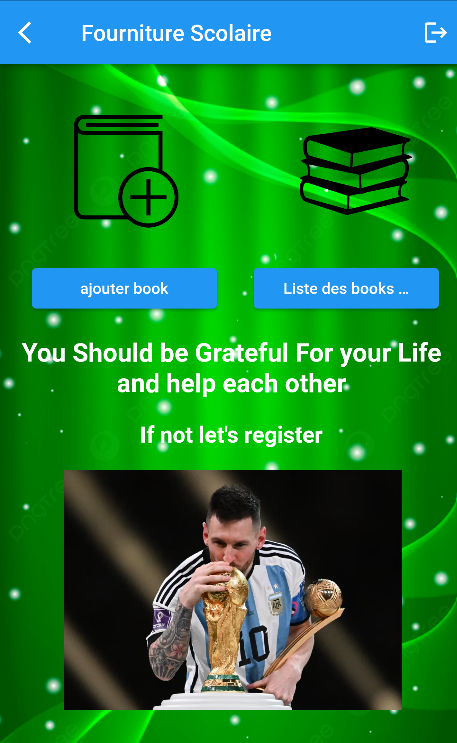 Fourniture Scolaire
ajouter book
Liste des books ...
You Should be Grateful For your Life
and help each other
If not let's register
10